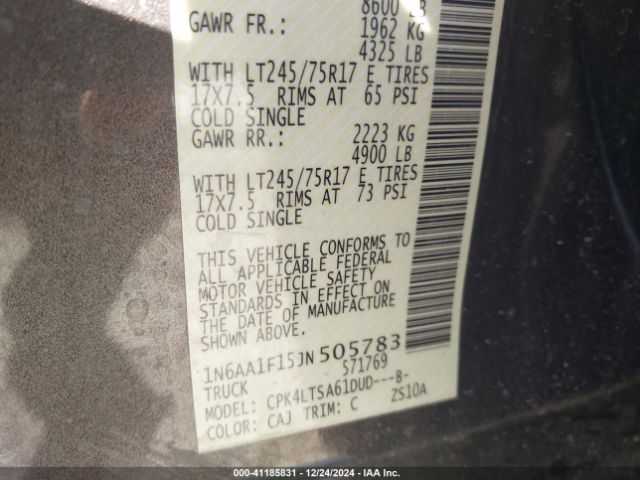 8600 LB
GAWR FR.: 1962 KG
4325 LB
WITH LT245/75R17 E TIRES
17X7.5 RIMS AT 65 PSI
COLD SINGLE
GAWR RR.: 2223 KG
4900 LB
WITH LT245/75R17 E TIRES
17X7.5 RIMS AT 73 PSI
COLD SINGLE
THIS VEHICLE CONFORMS TO
ALL APPLICABLE FEDERAL
MOTOR VEHICLE SAFETY
STANDARDS IN EFFECT ON
THE DATE OF MANUFACTURE
SHOWN ABOVE.
1N6AA1F15JN505783
TRUCK 571769
MODEL: CPK4LTSA61DUD---B-
COLOR: CAJ TRIM: C ZS10A
000-41185831 - 12/24/2024 - IAA Inc.